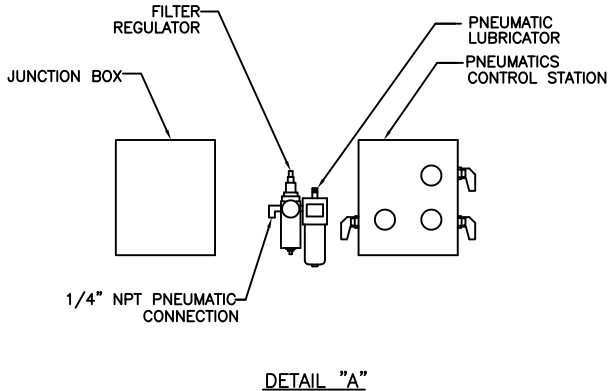 FILTER
REGULATOR
PNEUMATIC
LUBRICATOR
JUNCTION BOX
PNEUMATICS
CONTROL STATION
1/4" NPT PNEUMATIC
CONNECTION
DETAIL "A"